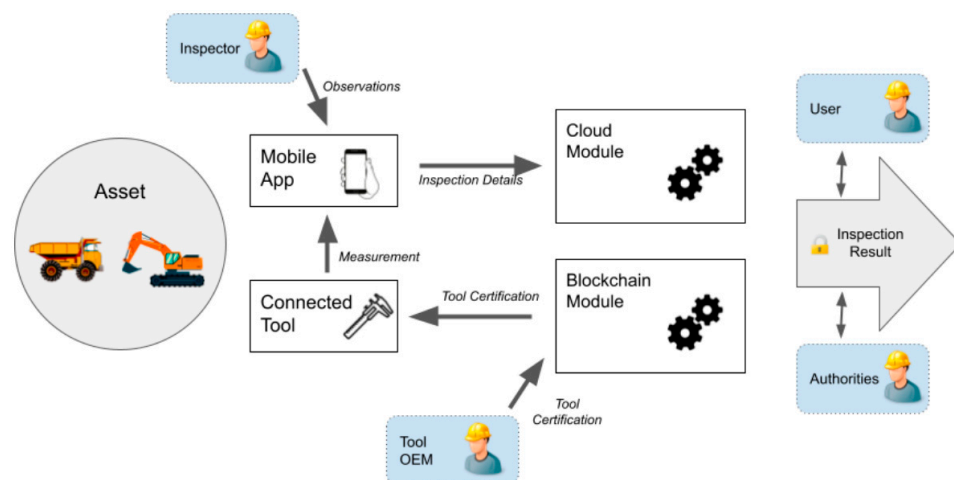 Inspector
Observations
User
Cloud
Module
Mobile
App
Inspection Details
Asset
Inspection
Result
Measurement
Tool Certification
Blockchain
Module
Connected
Tool
Authorities
Tool
Certification
Tool
OEM